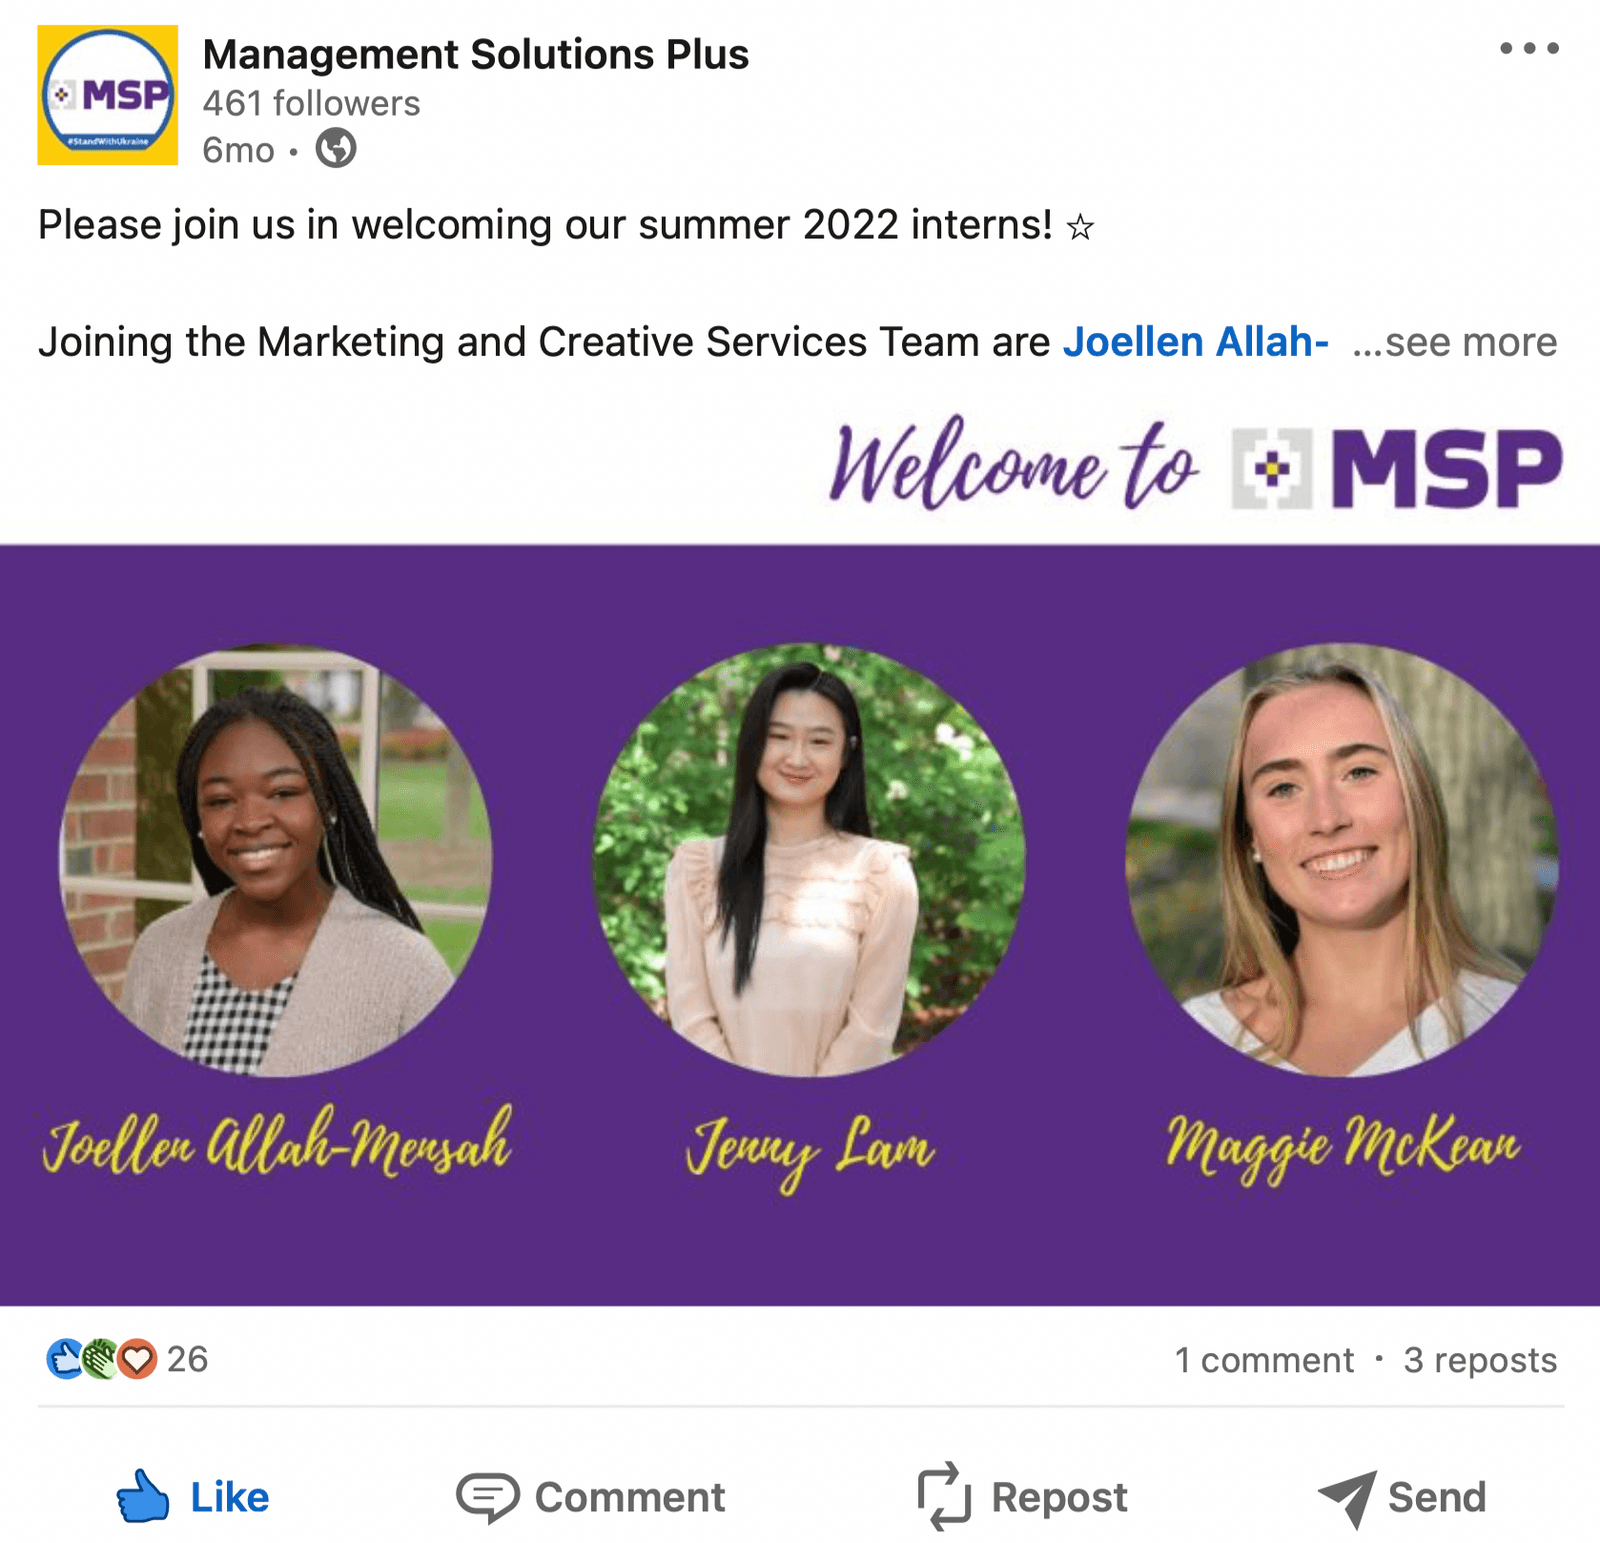 MSP
#StandWithUkraine
Management Solutions Plus
461 followers
6mo •
Please join us in welcoming our summer 2022 interns! ☆
Joining the Marketing and Creative Services Team are Joellen Allah- ...see more
Welcome to MSP
Joellen Allah-Mensah
Jenny Lam
Maggie McKean
26
1 comment • 3 reposts
Like
Comment
Repost
Send